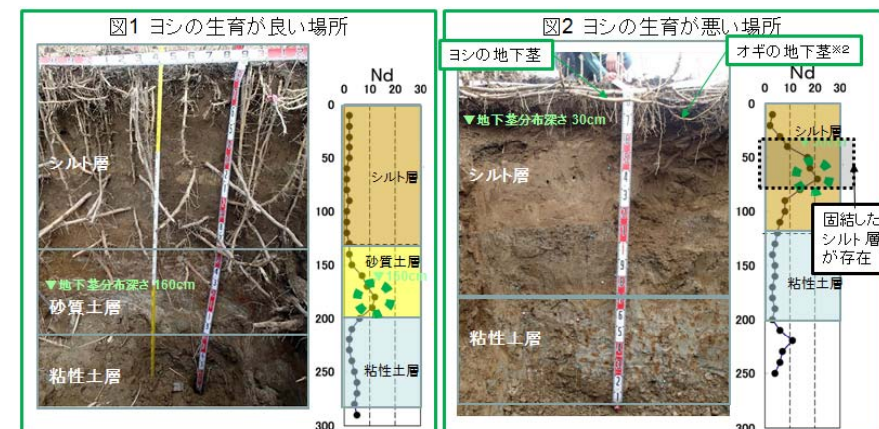 図1 ヨシの生育が良い場所
Nd
0 10 20 30
0
50
100
150
200
250
300
シルト層
砂質土層
▼160cm
粘性土層
シルト層
▼地下茎分布深さ 160cm
砂質土層
粘性土層
図2 ヨシの生育が悪い場所
ヨシの地下茎
オギの地下茎※2
▼地下茎分布深さ 30cm
シルト層
粘性土層
Nd
0 10 20 30
0
50
100
150
200
250
300
シルト層
固結した
シルト層
が存在
粘性土層